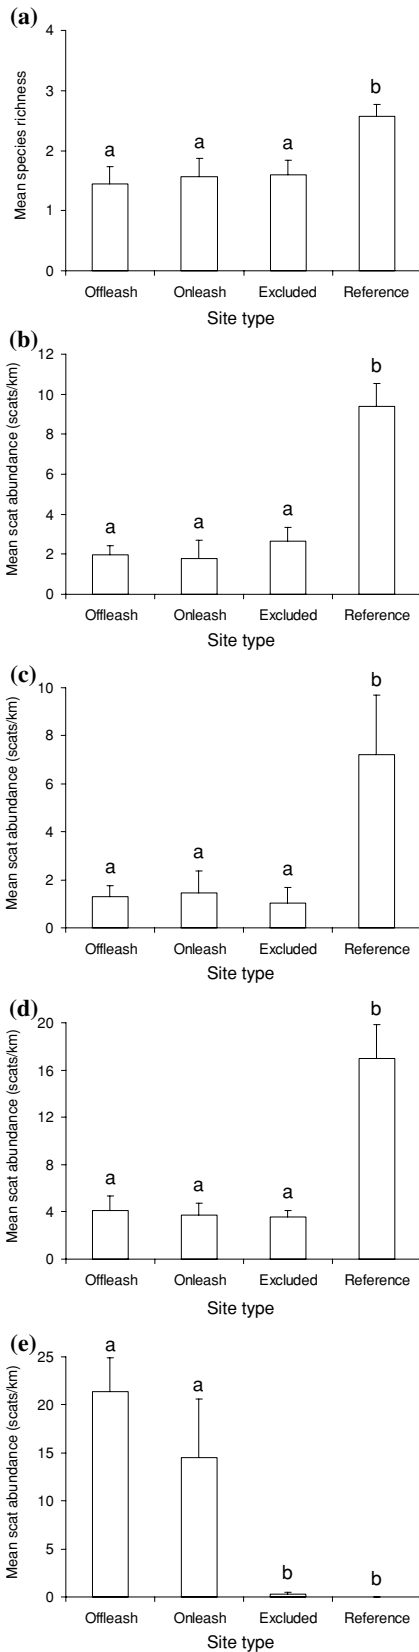 (a)
Mean species richness
4
3
2
1
0
a
a
a
b
Offleash Onleash Excluded Reference
Site type
(b)
Mean scat abundance (scats/km)
12
10
8
6
4
2
0
a
a
a
b
Offleash Onleash Excluded Reference
Site type
(c)
Mean scat abundance (scats/km)
10
8
6
4
2
0
a
a
a
b
Offleash Onleash Excluded Reference
Site type
(d)
Mean scat abundance (scats/km)
20
16
12
8
4
0
a
a
a
b
Offleash Onleash Excluded Reference
Site type
(e)
Mean scat abundance (scats/km)
25
20
15
10
5
0
a
a
b
b
Offleash Onleash Excluded Reference
Site type